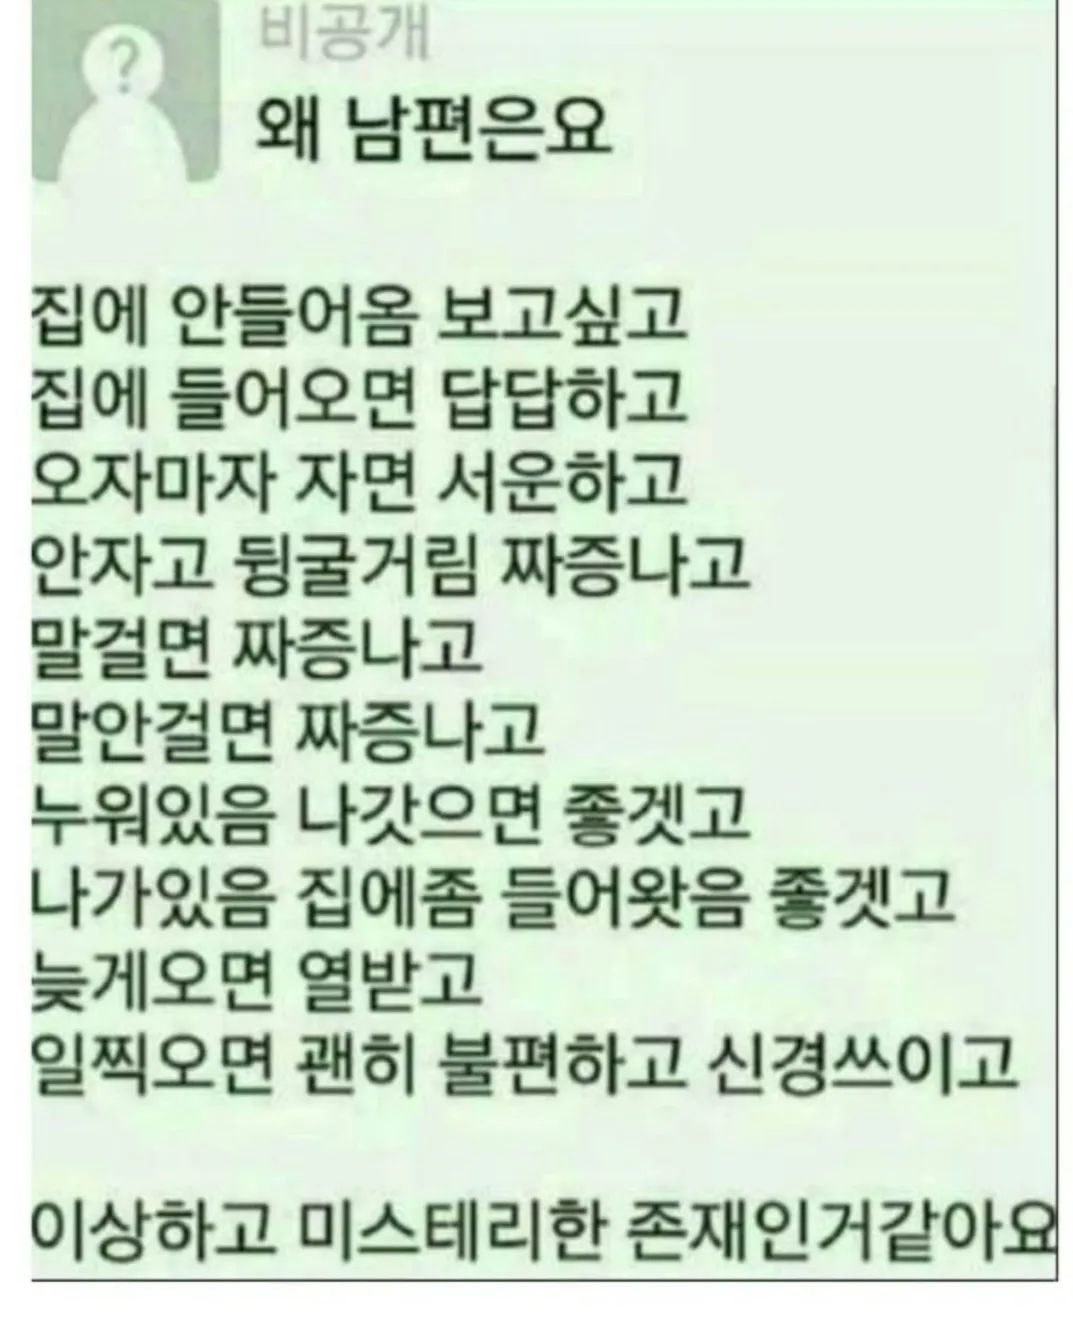 ?
비공개
왜 남편은요
집에 안들어옴 보고싶고
집에 들어오면 답답하고
오자마자 자면 서운하고
안자고 뒹굴거림 짜증나고
말걸면 짜증나고
말안걸면 짜증나고
누워있음 나갓으면 좋겟고
나가있음 집에좀 들어왓음 좋겟고
늦게오면 열받고
일찍오면 괜히 불편하고 신경쓰이고
이상하고 미스테리한 존재인거같아요